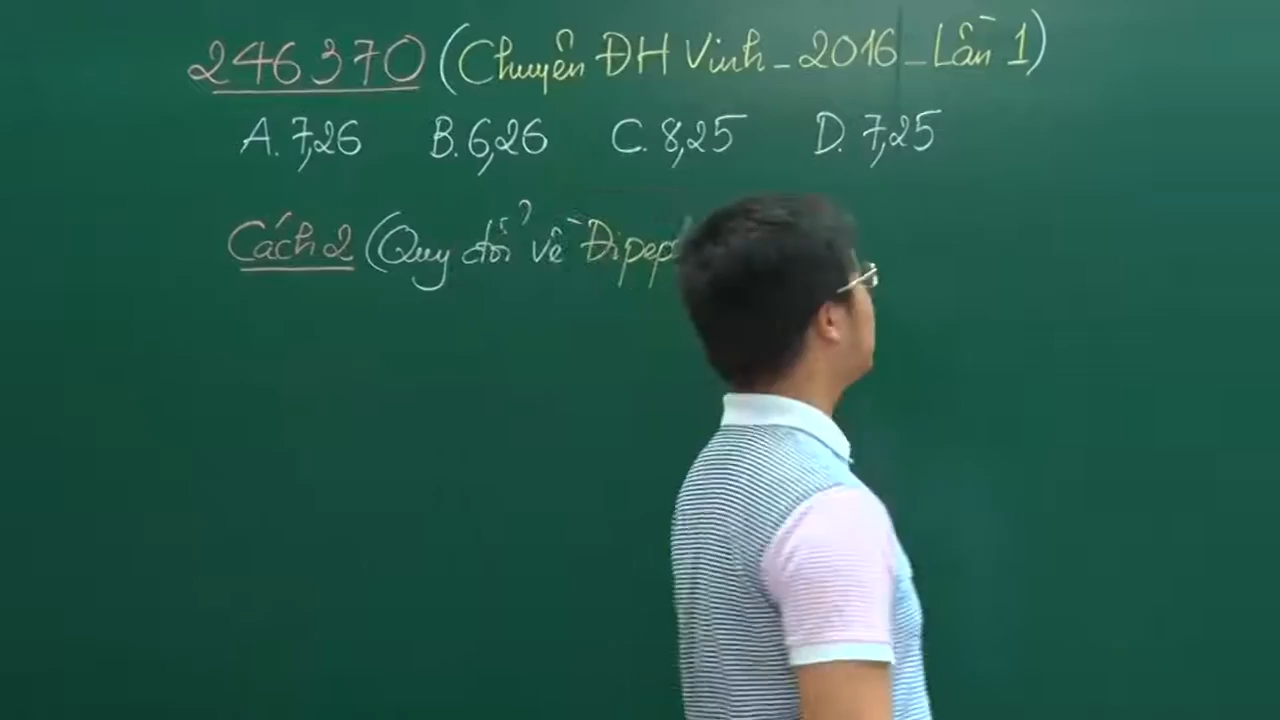 246370 (Chuyên ĐH Vinh - 2016 - Lần 1)
A. 7,26 B. 6,26 C. 8,25 D. 7,25
Cách 2 (Quy đổi về